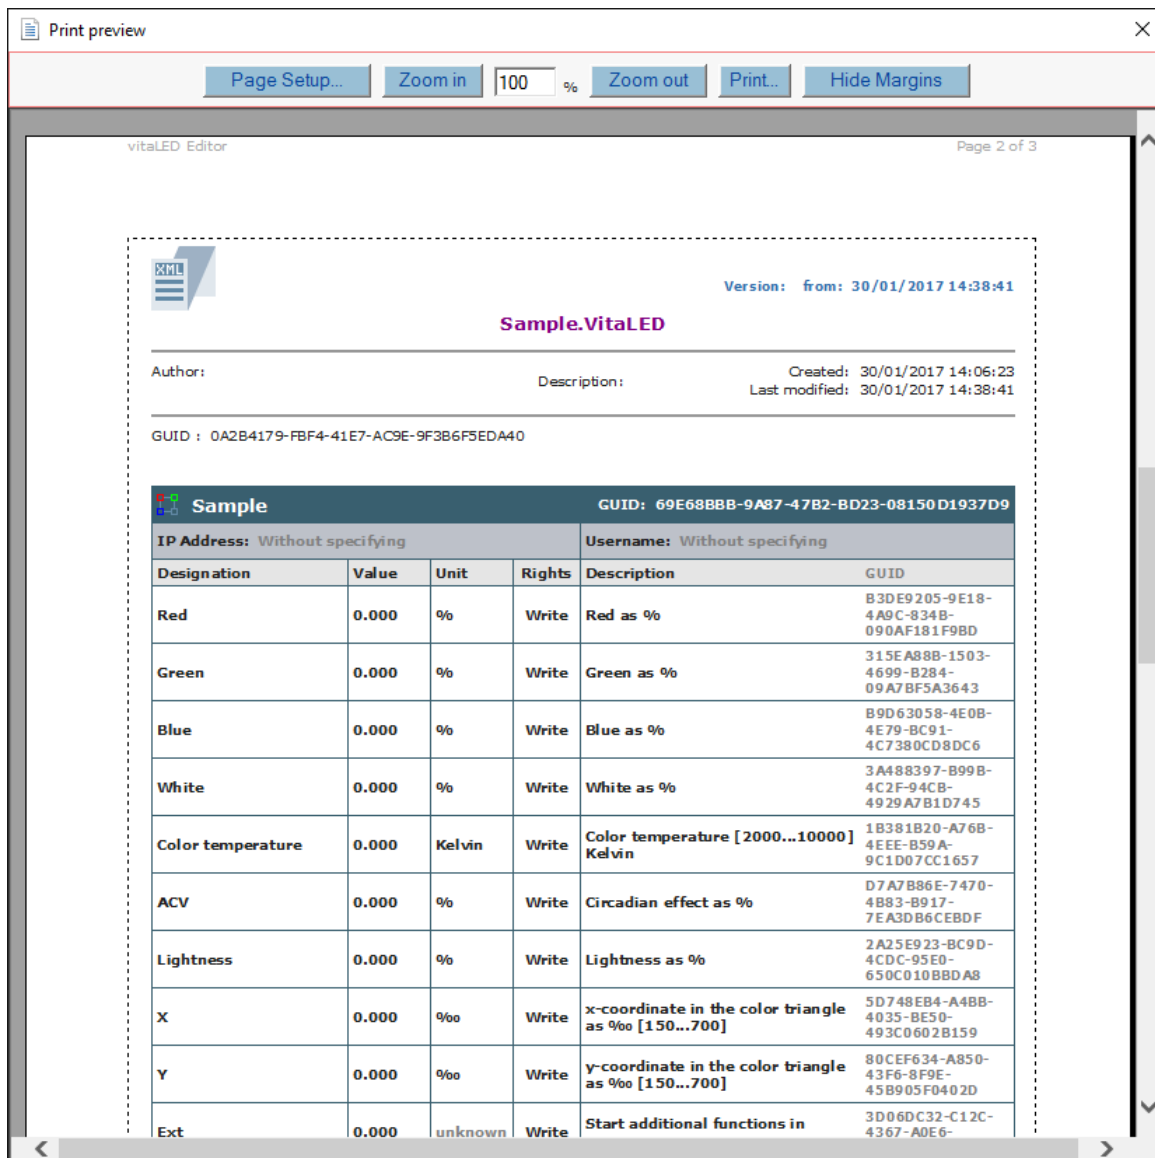 Print preview
Page Setup... Zoom in 100 % Zoom out Print... Hide Margins
vitaLED Editor Page 2 of 3
XML
Version: from: 30/01/2017 14:38:41
Sample.VitaLED
Author: Description: Created: 30/01/2017 14:06:23
Last modified: 30/01/2017 14:38:41
GUID : 0A2B4179-FBF4-41E7-AC9E-9F3B6F5EDA40
Sample GUID: 69E68BBB-9A87-47B2-BD23-08150D1937D9
IP Address: Without specifying Username: Without specifying
Designation Value Unit Rights Description GUID
Red 0.000 % Write Red as % B3DE9205-9E18-
4A9C-834B-
090AF181F9BD
Green 0.000 % Write Green as % 315EA88B-1503-
4699-B284-
09A7BF5A3643
Blue 0.000 % Write Blue as % B9D63058-4E0B-
4E79-BC91-
4C7380CD8DC6
White 0.000 % Write White as % 3A488397-B99B-
4C2F-94CB-
4929A7B1D745
Color temperature 0.000 Kelvin Write Color temperature [2000...10000] 1B381B20-A76B-
Kelvin 4EEE-B59A-
9C1D07CC1657
ACV 0.000 % Write Circadian effect as % D7A7B86E-7470-
4B83-B917-
7EA3DB6CEBDF
Lightness 0.000 % Write Lightness as % 2A25E923-BC9D-
4CDC-95E0-
650C010BBDA8
X 0.000 ‰ Write x-coordinate in the color triangle 5D748EB4-A4BB-
as ‰ [150...700] 4035-BE50-
493C0602B159
Y 0.000 ‰ Write y-coordinate in the color triangle 80CEF634-A850-
as ‰ [150...700] 43F6-8F9E-
45B905F0402D
Ext 0.000 unknown Write Start additional functions in 3D06DC32-C12C-
4367-A0E6-